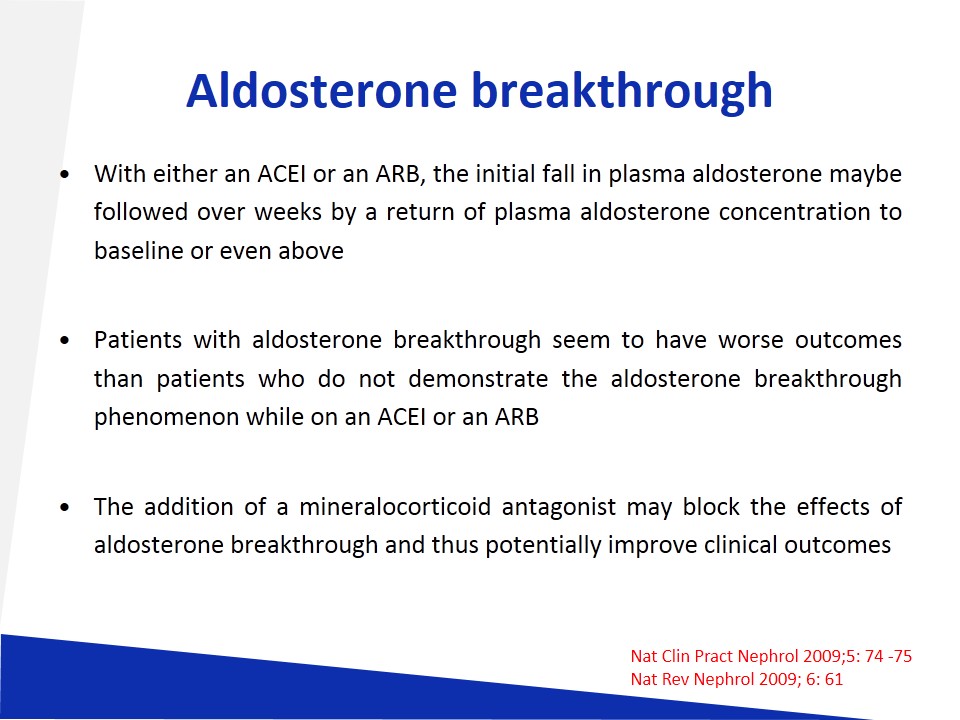 Aldosterone breakthrough
• With either an ACEI or an ARB, the initial fall in plasma aldosterone maybe
followed over weeks by a return of plasma aldosterone concentration to
baseline or even above
• Patients with aldosterone breakthrough seem to have worse outcomes
than patients who do not demonstrate the aldosterone breakthrough
phenomenon while on an ACEI or an ARB
• The addition of a mineralocorticoid antagonist may block the effects of
aldosterone breakthrough and thus potentially improve clinical outcomes
Nat Clin Pract Nephrol 2009;5: 74 -75
Nat Rev Nephrol 2009; 6: 61